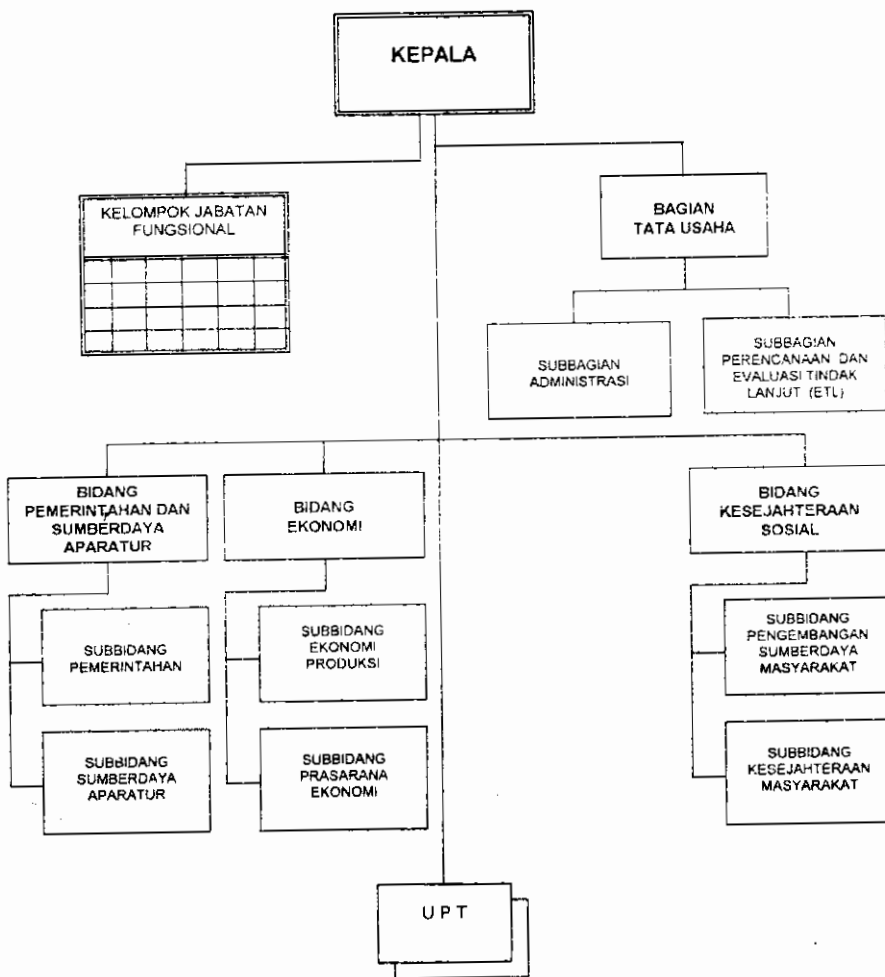 KEPALA
KELOMPOK JABATAN
FUNGSIONAL
BAGIAN
TATA USAHA
SUBBAGIAN
ADMINISTRASI
SUBBAGIAN
PERENCANAAN DAN
EVALUASI TINDAK
LANJUT (ETL)
BIDANG
PEMERINTAHAN DAN
SUMBERDAYA
APARATUR
BIDANG
EKONOMI
BIDANG
KESEJAHTERAAN
SOSIAL
SUBBIDANG
PEMERINTAHAN
SUBBIDANG
EKONOMI
PRODUKSI
SUBBIDANG
PENGEMBANGAN
SUMBERDAYA
MASYARAKAT
SUBBIDANG
SUMBERDAYA
APARATUR
SUBBIDANG
PRASARANA
EKONOMI
SUBBIDANG
KESEJAHTERAAN
MASYARAKAT
U P T